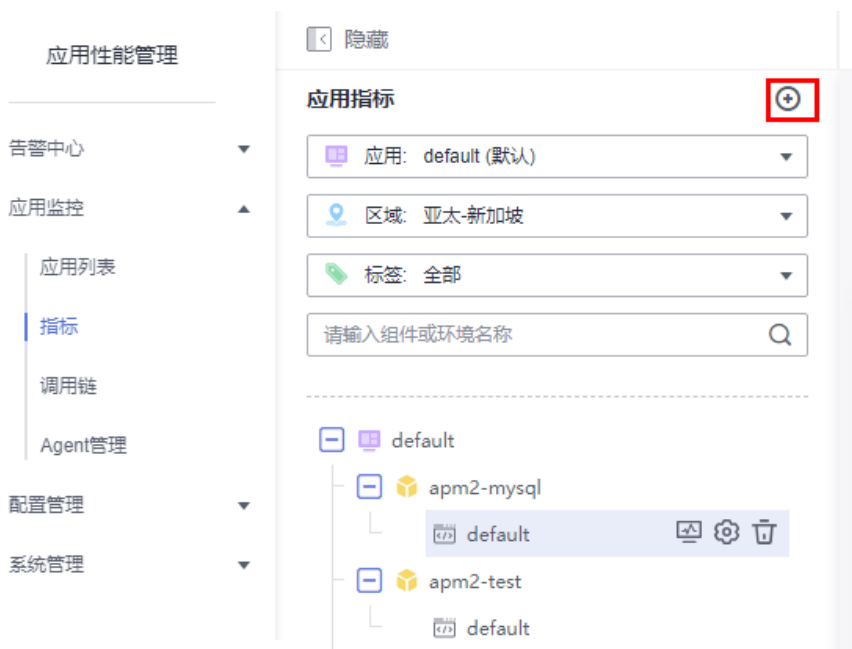 应用性能管理
告警中心
应用监控
应用列表
指标
调用链
Agent管理
配置管理
系统管理
隐藏
应用指标
应用: default (默认)
区域: 亚太-新加坡
标签: 全部
请输入组件或环境名称
default
apm2-mysql
default
apm2-test
default